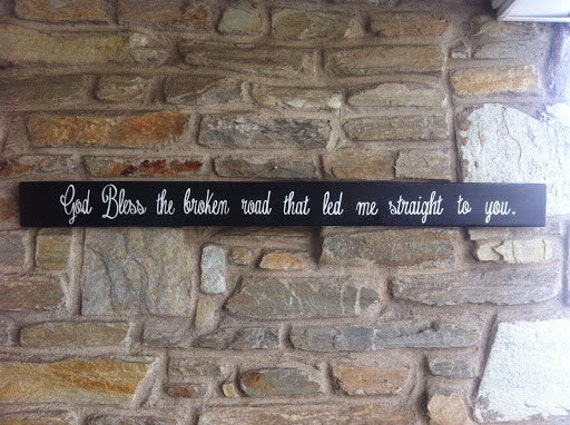 God Bless the broken road that led me straight to you.